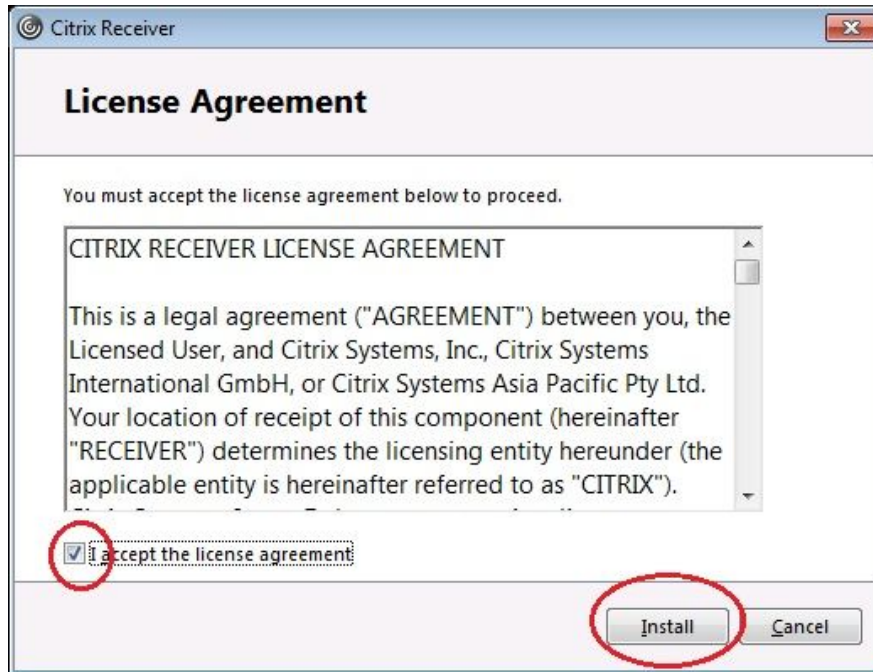 Citrix Receiver
License Agreement
You must accept the license agreement below to proceed.
CITRIX RECEIVER LICENSE AGREEMENT
This is a legal agreement ("AGREEMENT") between you, the
Licensed User, and Citrix Systems, Inc., Citrix Systems
International GmbH, or Citrix Systems Asia Pacific Pty Ltd.
Your location of receipt of this component (hereinafter
"RECEIVER") determines the licensing entity hereunder (the
applicable entity is hereinafter referred to as "CITRIX").
I accept the license agreement
Install
Cancel